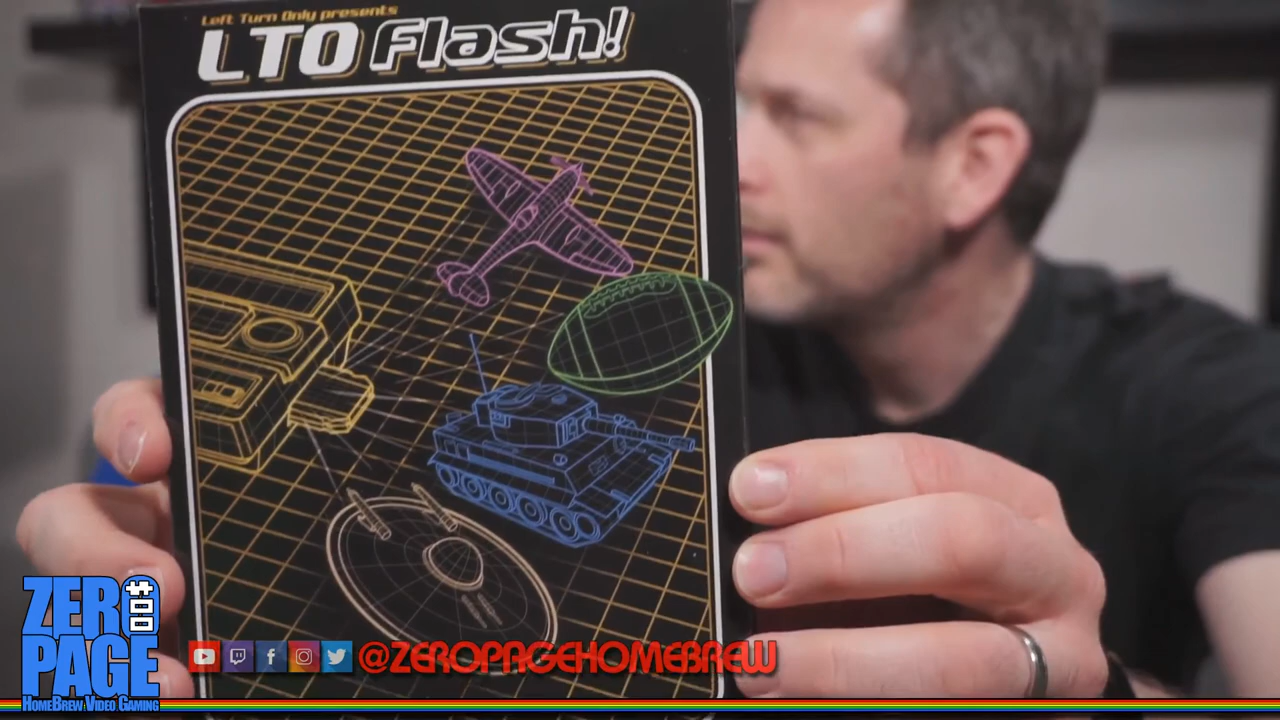 Left Turn Only presents
LTO Flash!
ZERO
PAGE
HOMEBREW VIDEO GAMING
@ZEROPAGEHOMEBREW